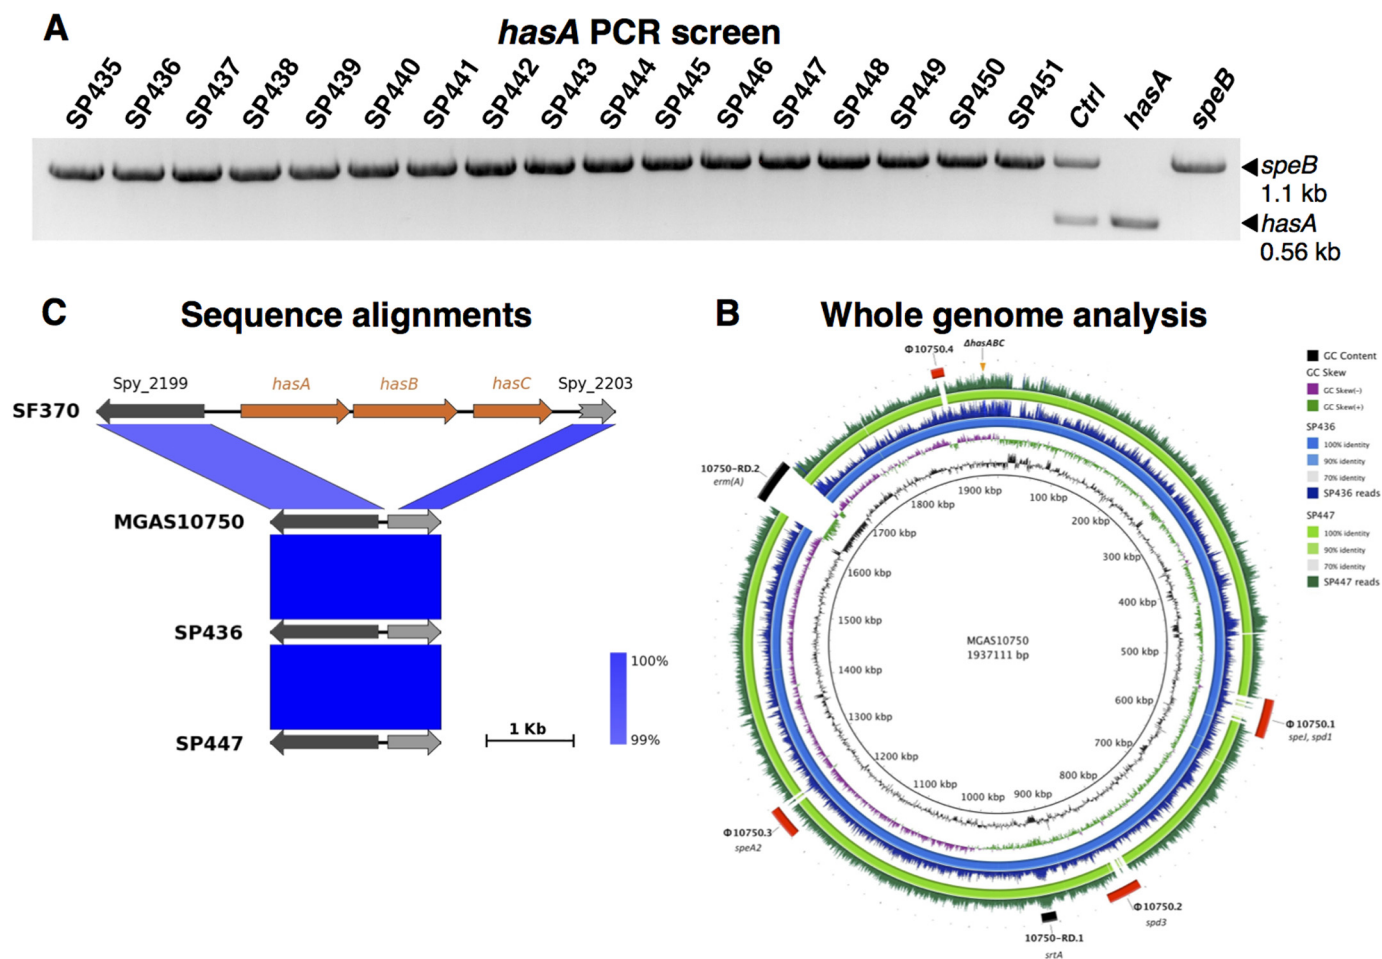 A
hasA PCR screen
SP435 SP436 SP437 SP438 SP439 SP440 SP441 SP442 SP443 SP444 SP445 SP446 SP447 SP448 SP449 SP450 SP451 Ctrl hasA speB
speB
1.1 kb
hasA
0.56 kb
C
Sequence alignments
Spy_2199 hasA hasB hasC Spy_2203
SF370
MGAS10750
SP436
SP447
100%
99%
1 Kb
B
Whole genome analysis
Φ10750.4
ΔhasABC
10750-RD.2
erm(A)
Φ10750.1
speJ, spd1
Φ10750.2
spd3
10750-RD.1
srtA
Φ10750.3
speA2
100 kbp
200 kbp
300 kbp
400 kbp
500 kbp
600 kbp
700 kbp
800 kbp
900 kbp
1000 kbp
1100 kbp
1200 kbp
1300 kbp
1400 kbp
1500 kbp
1600 kbp
1700 kbp
1800 kbp
1900 kbp
MGAS10750
1937111 bp
GC Content
GC Skew
GC Skew(-)
GC Skew(+)
SP436
100% identity
90% identity
70% identity
SP436 reads
SP447
100% identity
90% identity
70% identity
SP447 reads